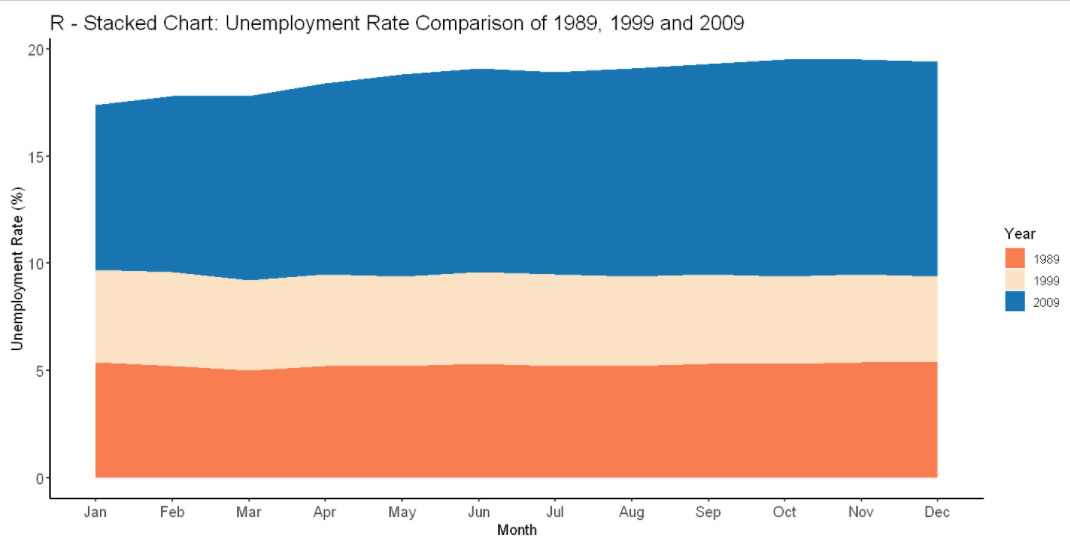 R - Stacked Chart: Unemployment Rate Comparison of 1989, 1999 and 2009
Unemployment Rate (%)
20
15
10
5
0
Jan Feb Mar Apr May Jun Jul Aug Sep Oct Nov Dec
Month
Year
1989
1999
2009